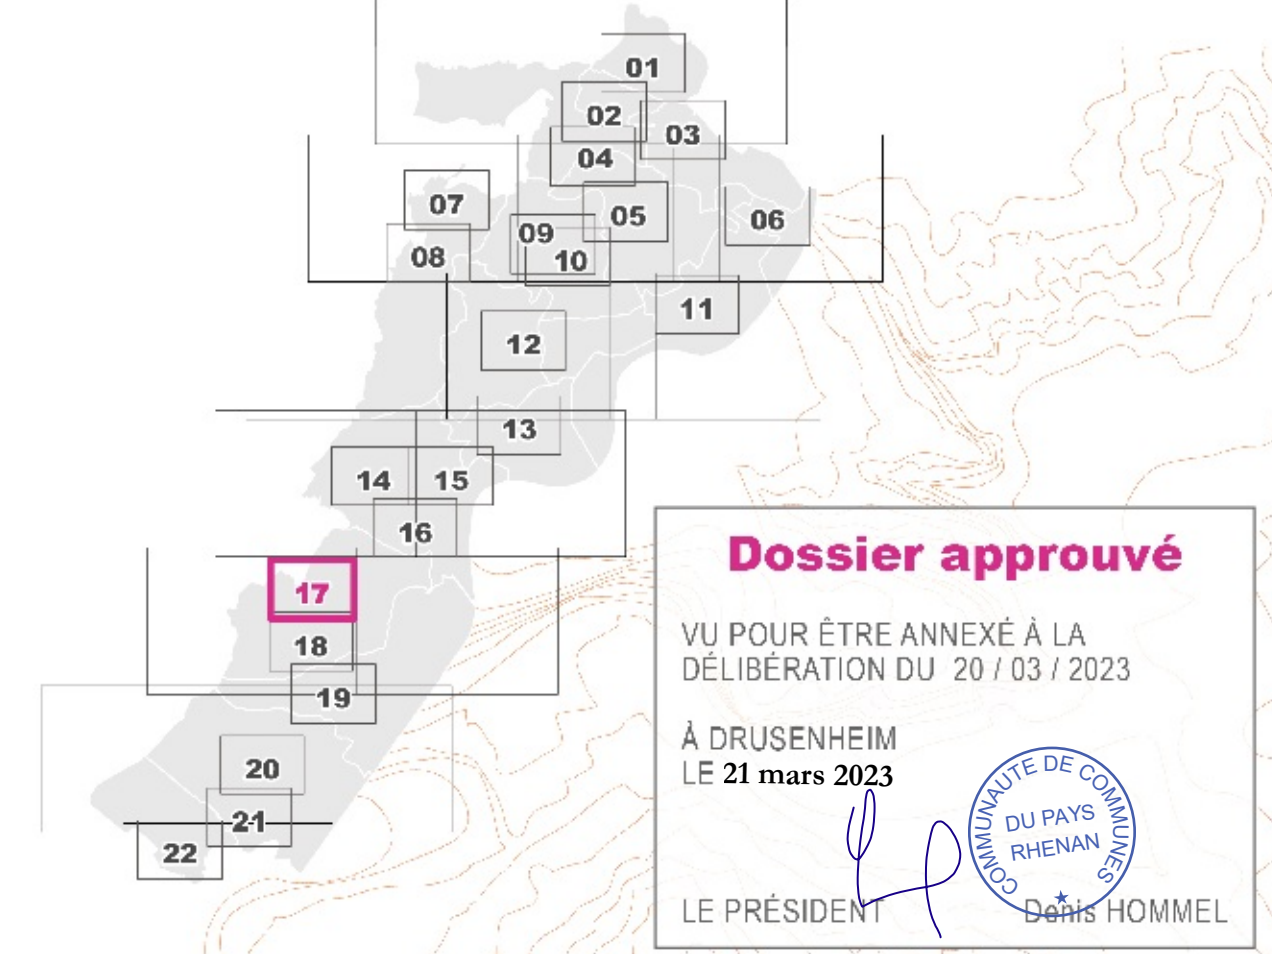 01
02
03
04
05
06
07
08
09
10
11
12
13
14
15
16
17
18
19
20
21
22
Dossier approuvé
VU POUR ÊTRE ANNEXÉ À LA
DÉLIBÉRATION DU 20 / 03 / 2023
À DRUSENHEIM
LE 21 mars 2023
COMMUNAUTE DE COMMUNES
DU PAYS
RHENAN
LE PRÉSIDENT
Denis HOMMEL